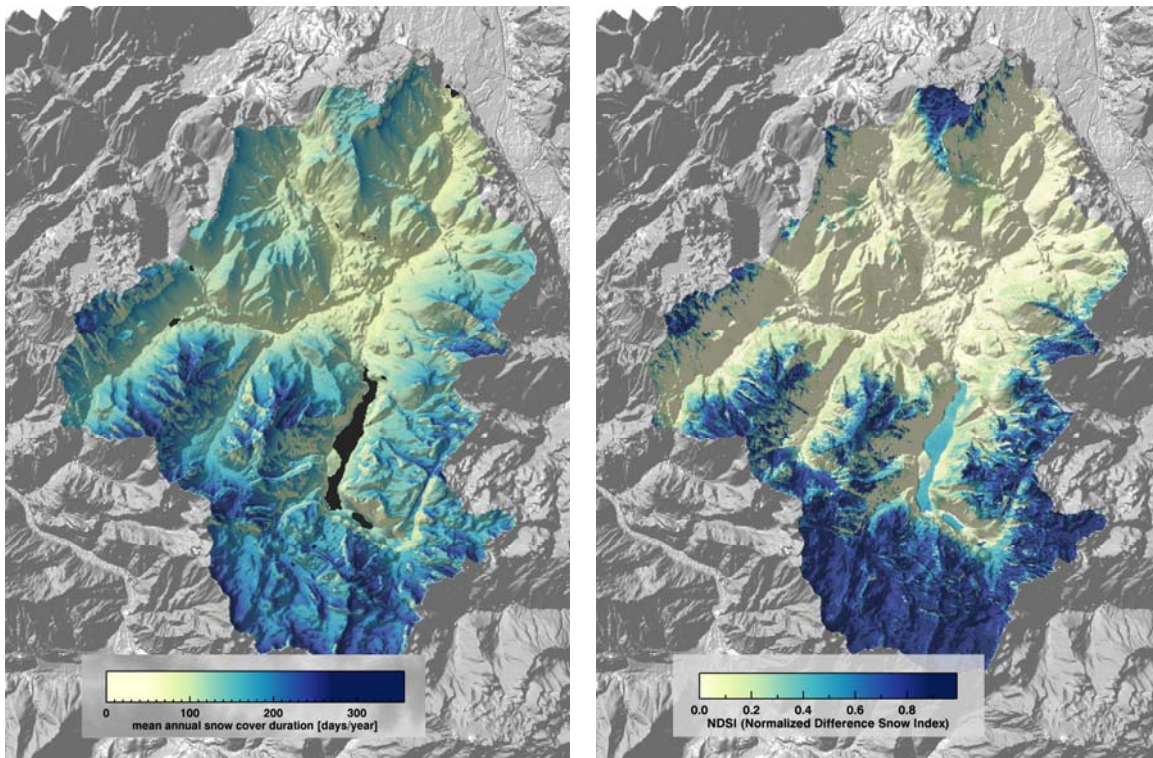 0 100 200 300
mean annual snow cover duration [days/year]
0.0 0.2 0.4 0.6 0.8
NDSI (Normalized Difference Snow Index)